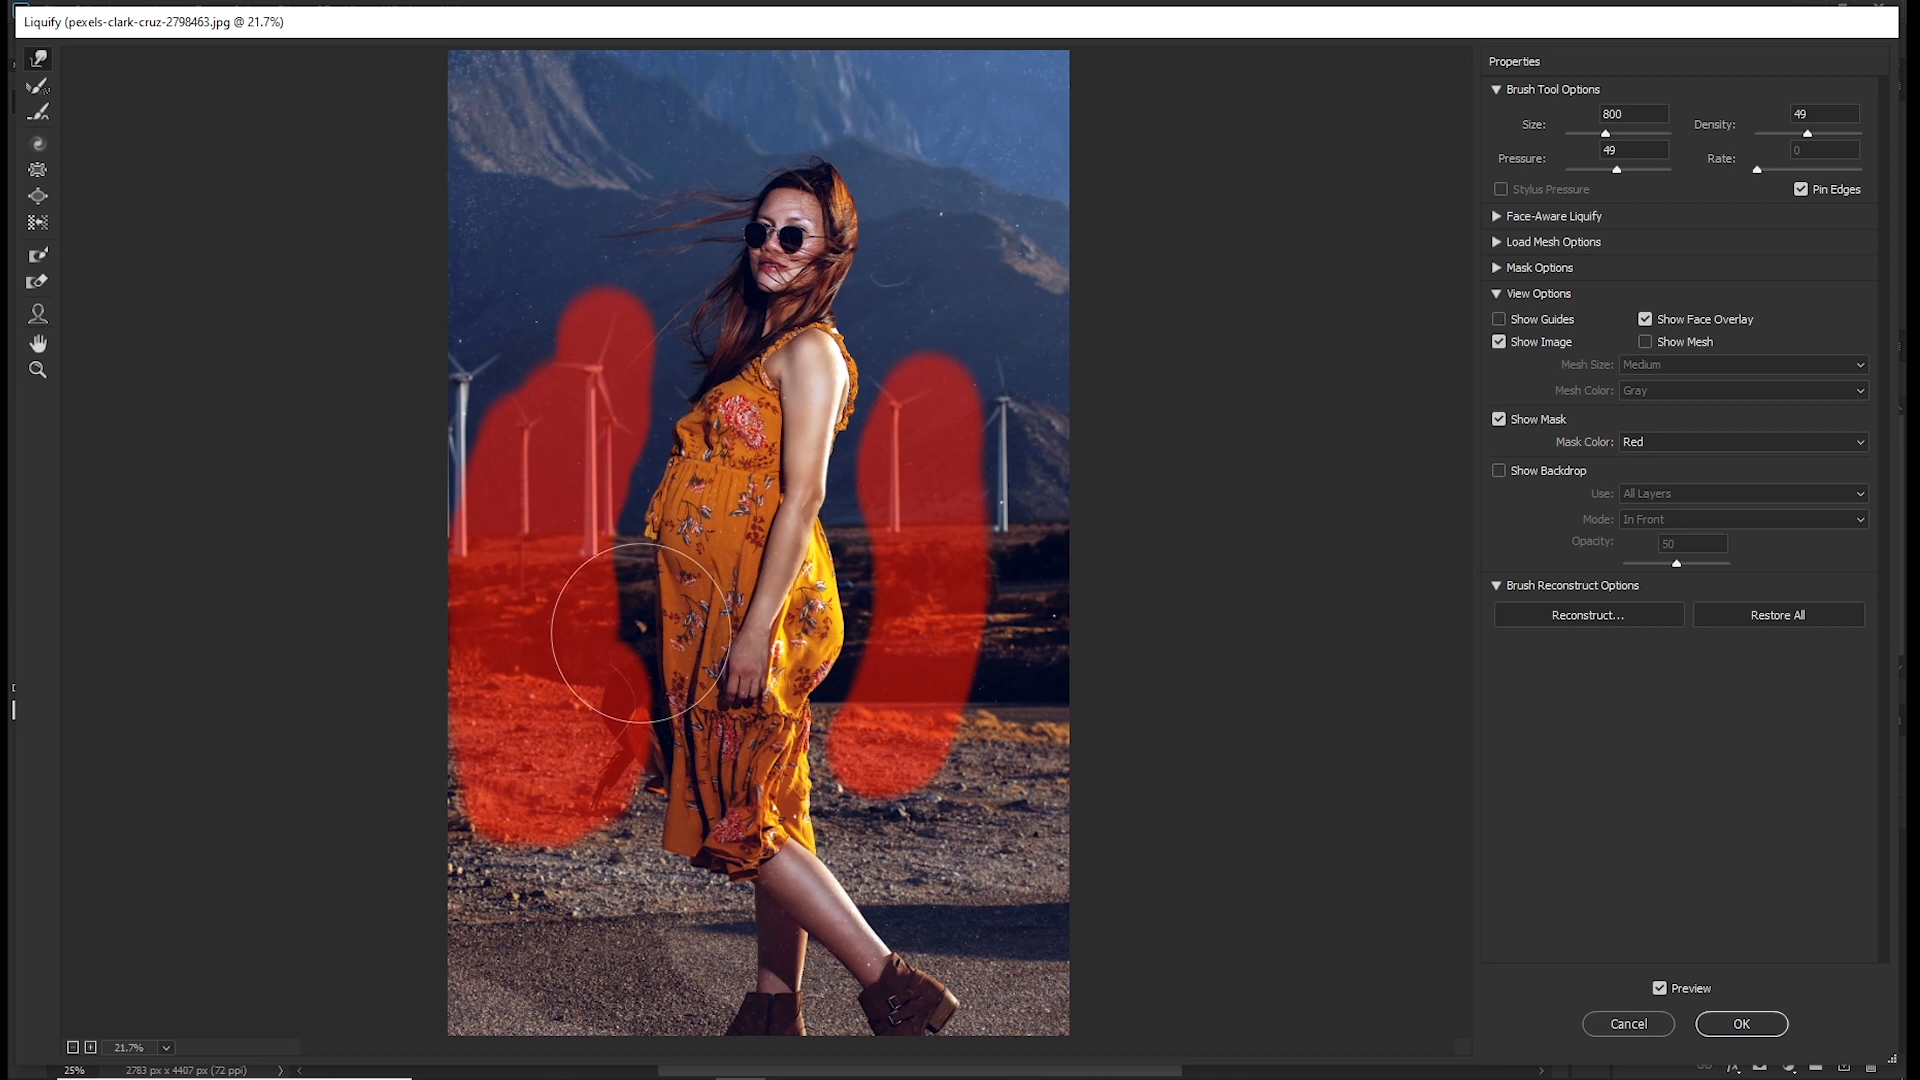 Liquify (pexels-clark-cruz-2798463.jpg @ 21.7%)
Properties
Brush Tool Options
Size: 800 Density: 49
Pressure: 49 Rate: 0
Stylus Pressure Pin Edges
Face-Aware Liquify
Load Mesh Options
Mask Options
View Options
Show Guides Show Face Overlay
Show Image Show Mesh
Mesh Size: Medium
Mesh Color: Gray
Show Mask
Mask Color: Red
Show Backdrop
Use: All Layers
Mode: In Front
Opacity: 50
Brush Reconstruct Options
Reconstruct... Restore All
Preview
Cancel OK
21.7%
25% 2783 px x 4407 px (72 ppi)